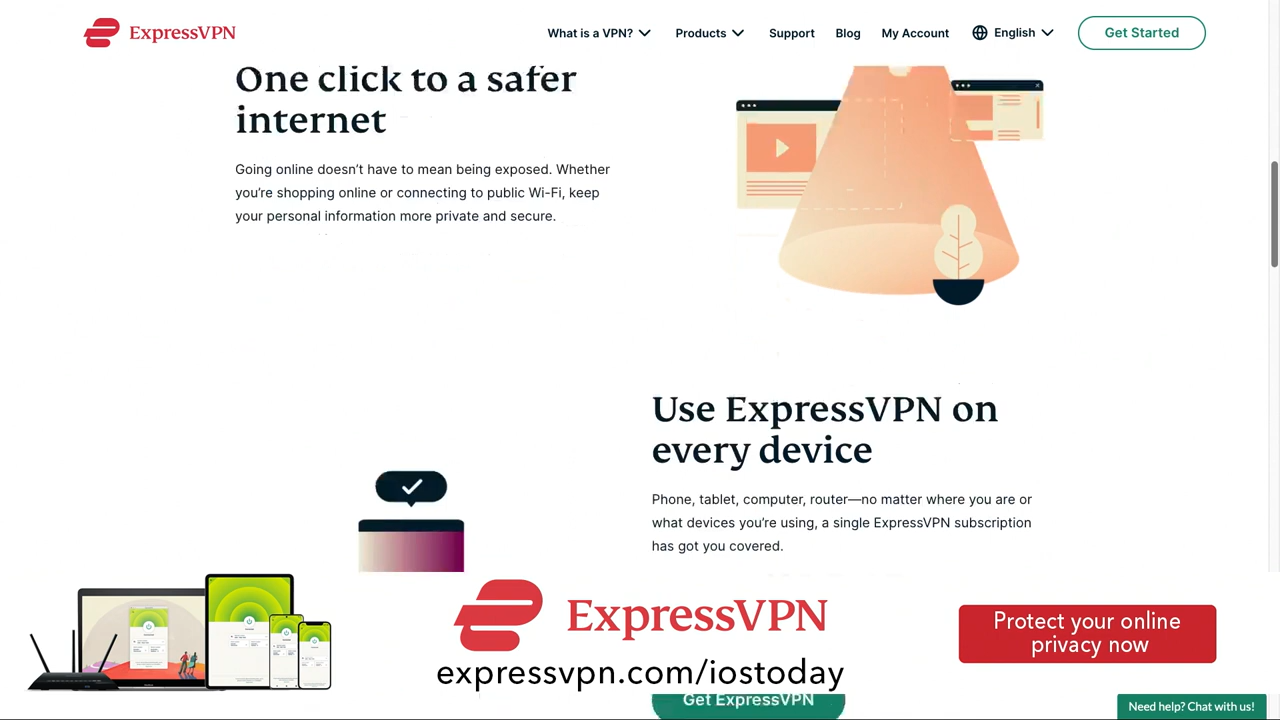 ExpressVPN
What is a VPN?
Products
Support
Blog
My Account
English
Get Started
One click to a safer
internet
Going online doesn’t have to mean being exposed. Whether
you’re shopping online or connecting to public Wi-Fi, keep
your personal information more private and secure.
Use ExpressVPN on
every device
Phone, tablet, computer, router—no matter where you are or
what devices you’re using, a single ExpressVPN subscription
has got you covered.
ExpressVPN
expressvpn.com/iostoday
Protect your online
privacy now
Get ExpressVPN
Need help? Chat with us!